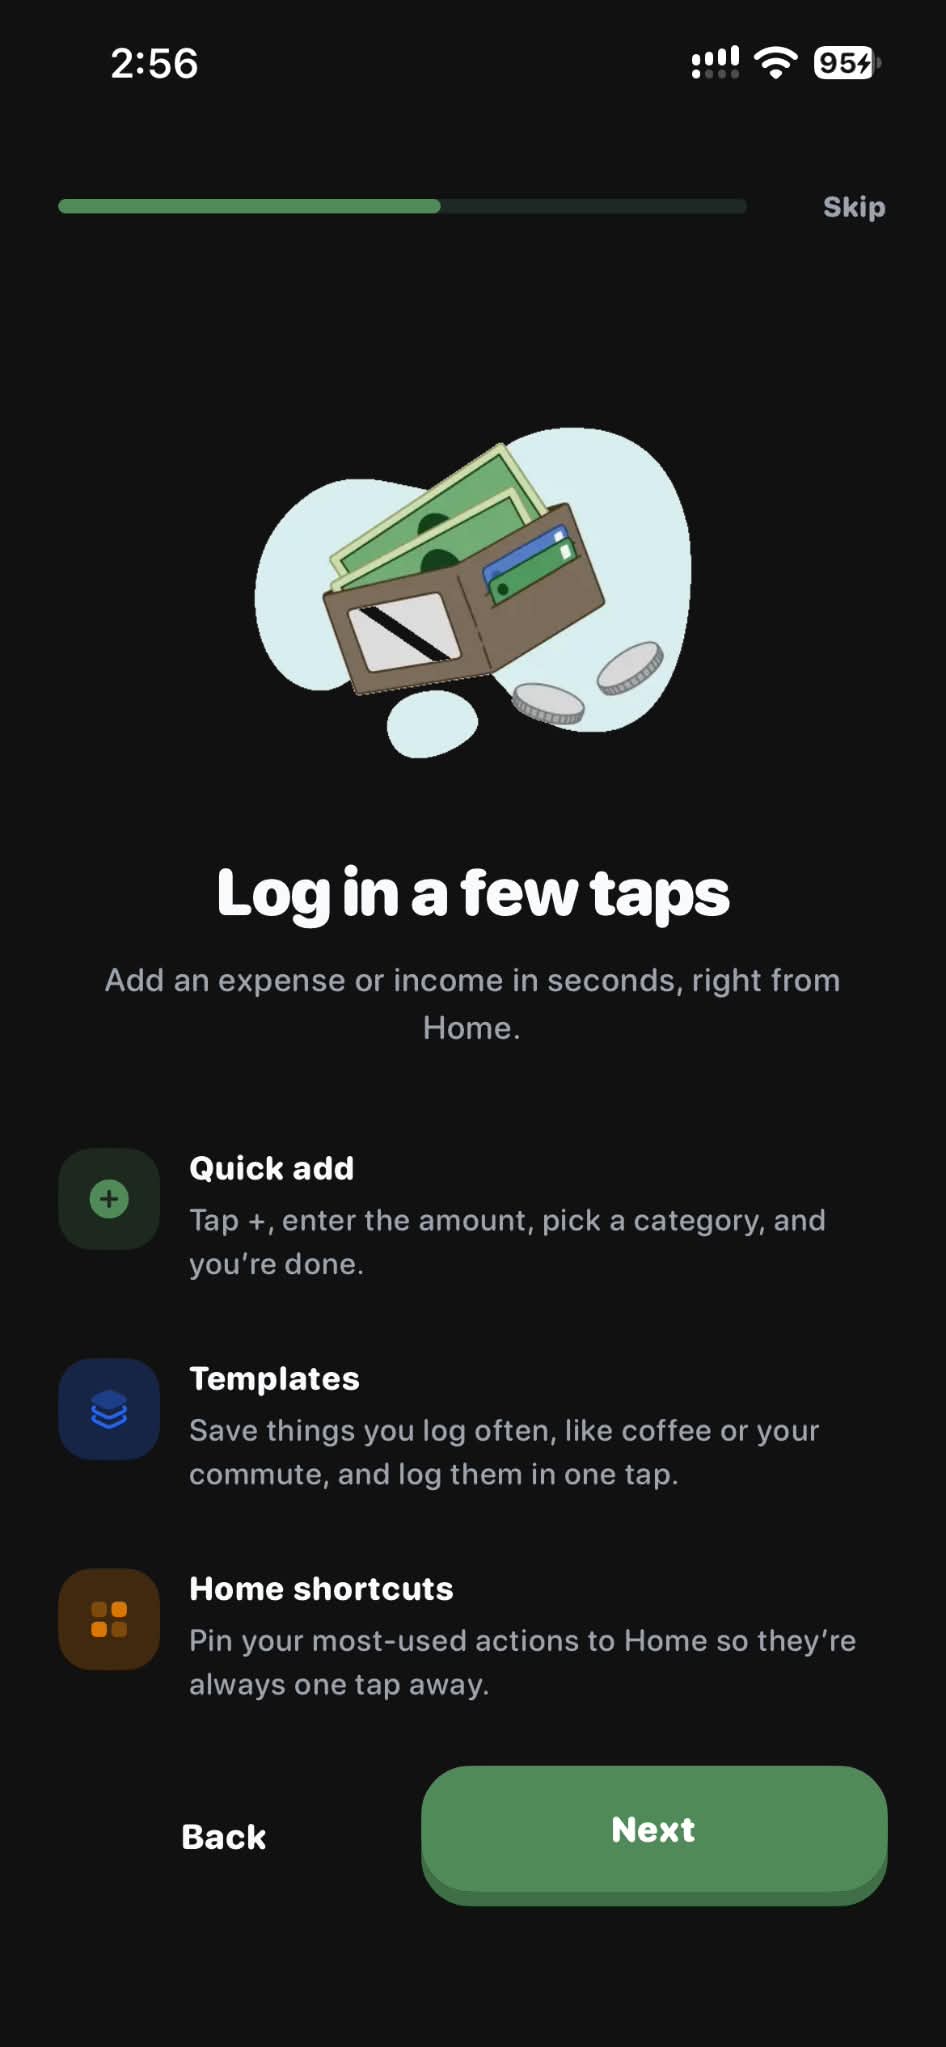 2:56
95
Skip
Log in a few taps
Add an expense or income in seconds, right from
Home.
Quick add
Tap +, enter the amount, pick a category, and
you’re done.
Templates
Save things you log often, like coffee or your
commute, and log them in one tap.
Home shortcuts
Pin your most-used actions to Home so they’re
always one tap away.
Back
Next